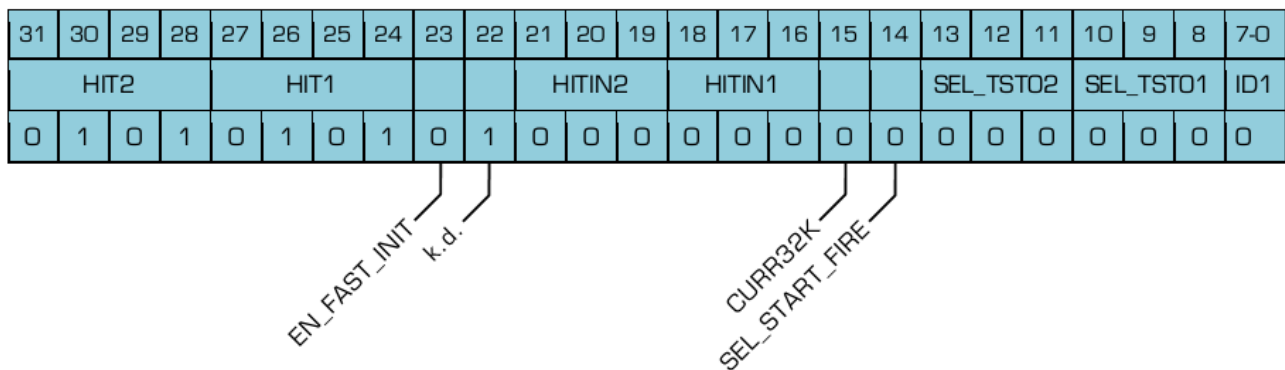 31 30 29 28 27 26 25 24 23 22 21 20 19 18 17 16 15 14 13 12 11 10 9 8 7-0
HIT2 HIT1 HITIN2 HITIN1 SEL_TSTO2 SEL_TSTO1 ID1
0 1 0 1 0 1 0 1 0 1 0 0 0 0 0 0 0 0 0 0 0 0 0 0 0
EN_FAST_INIT
k.d.
CURR32K
SEL_START_FIRE